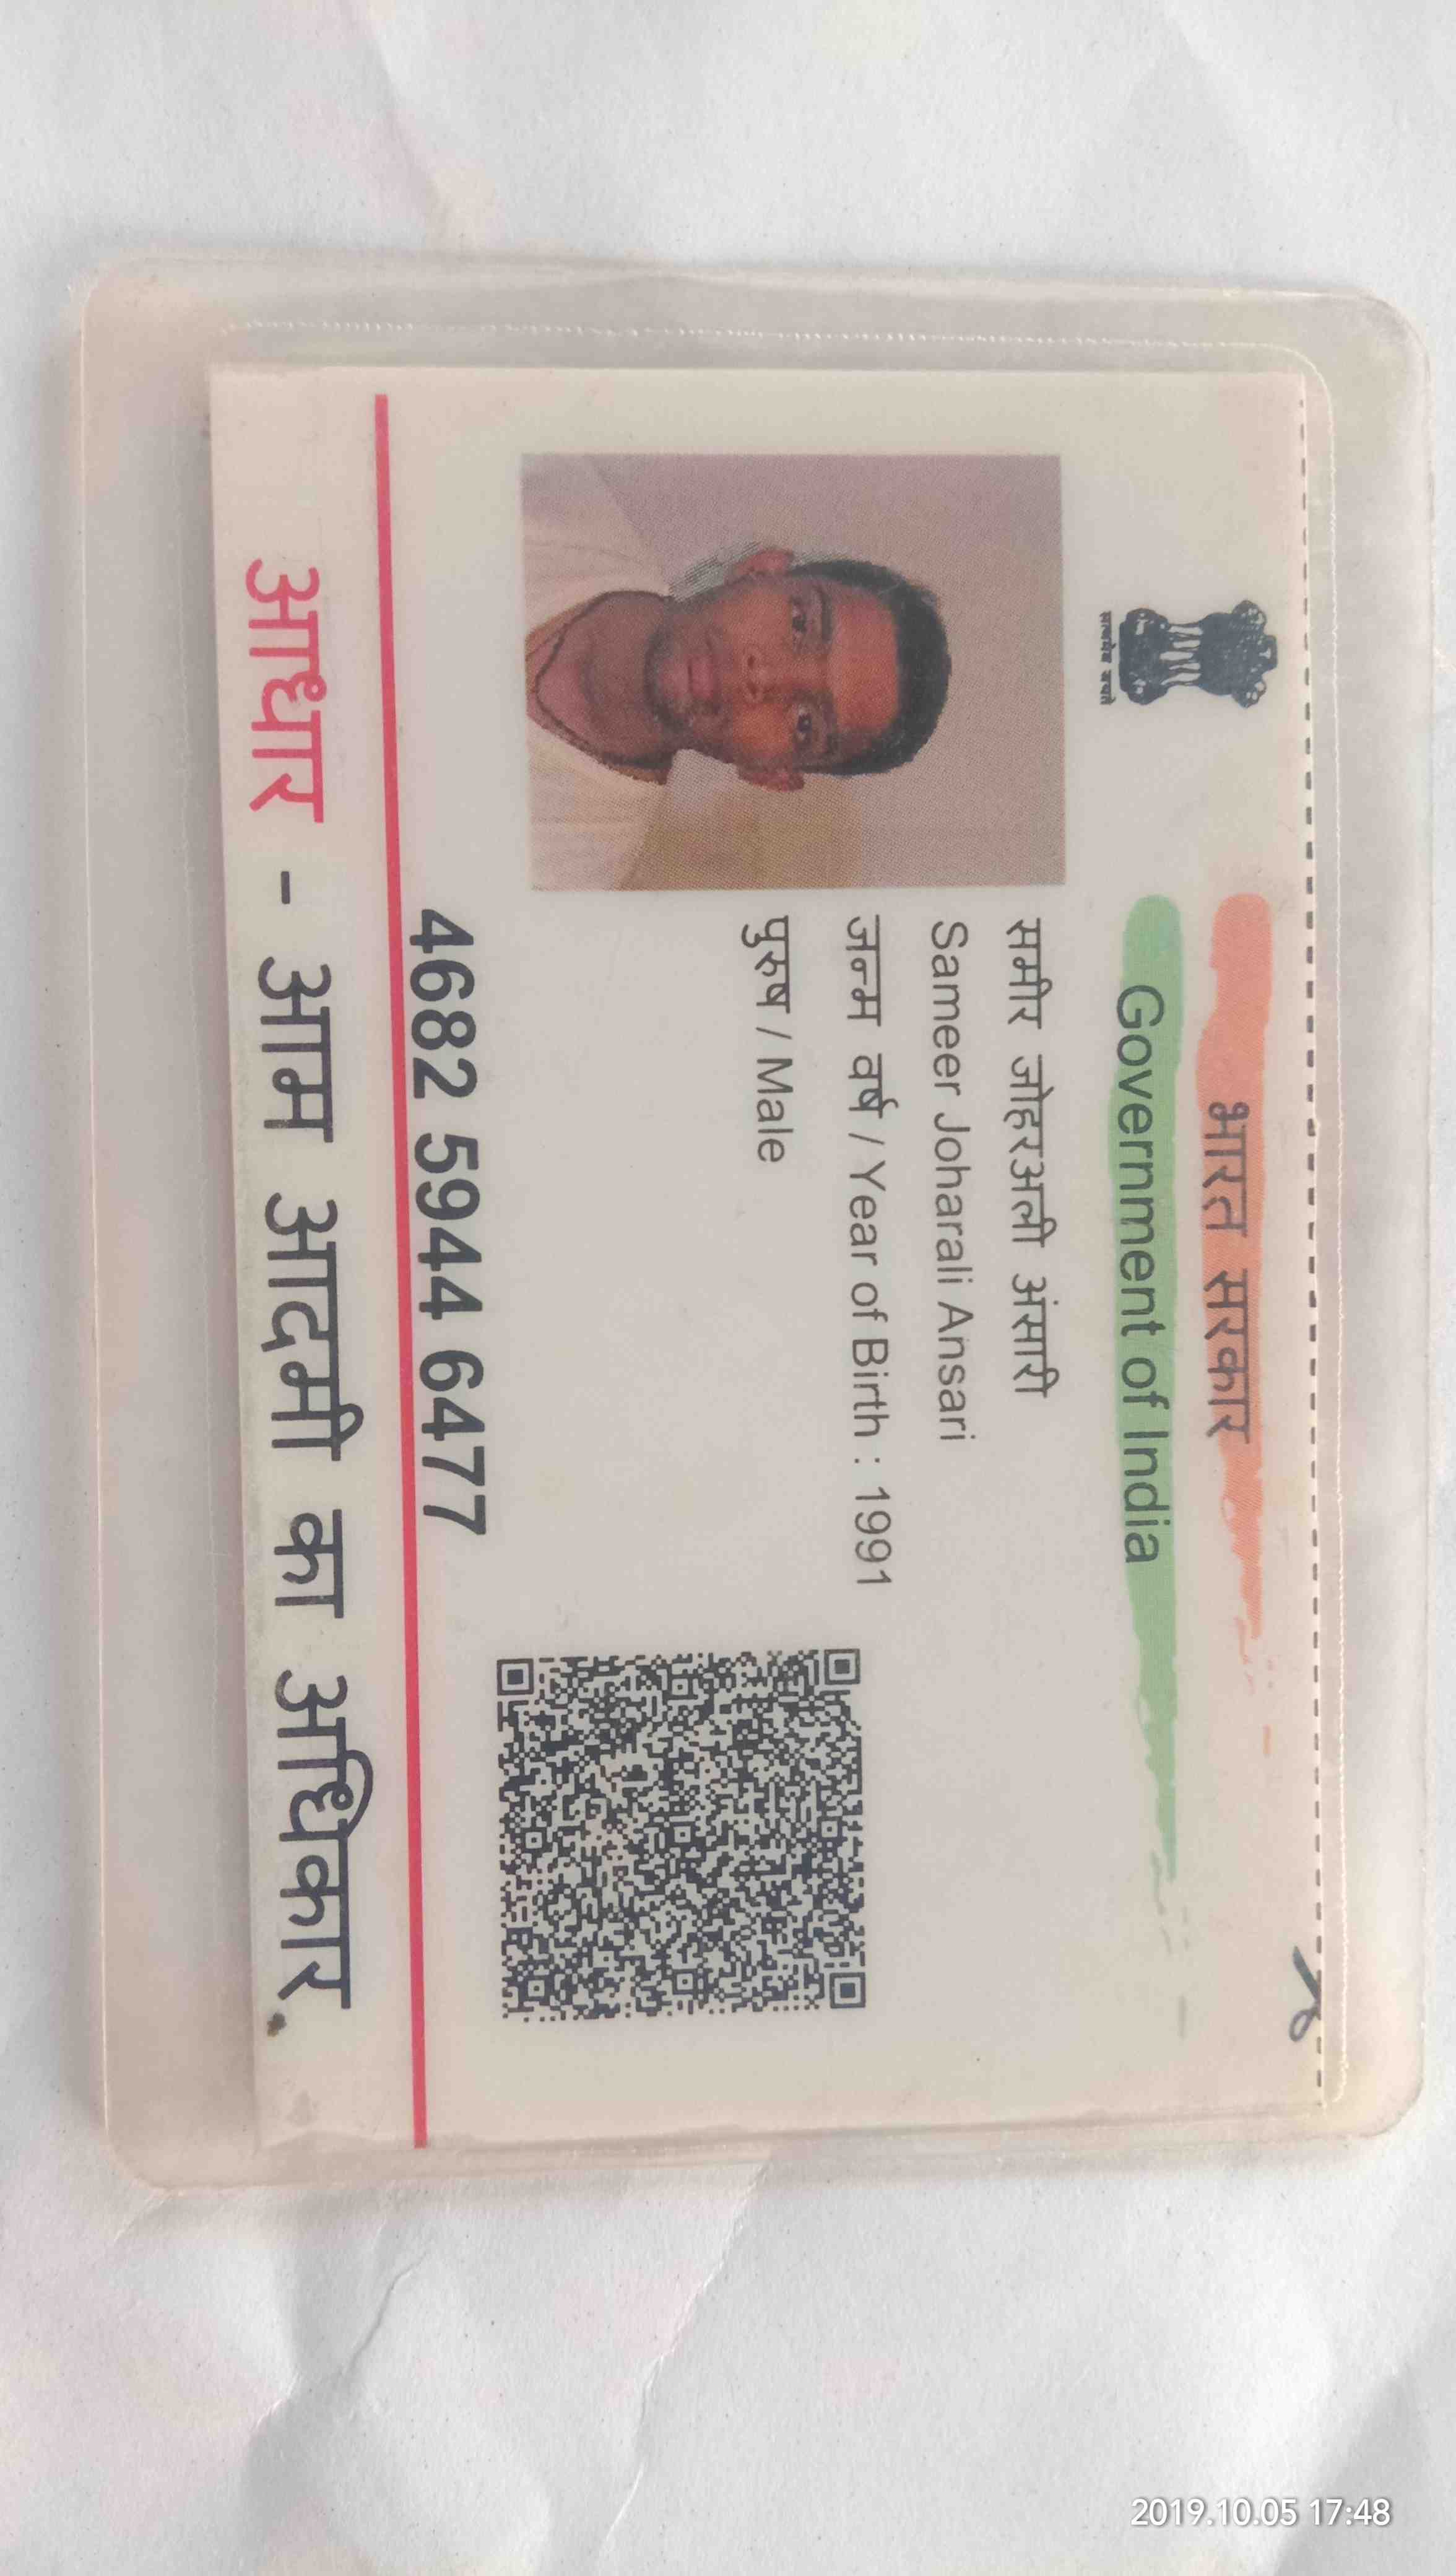 भारत सरकार
Government of India
सत्यमेव जयते
समीर जोहरअली अंसारी
Sameer Joharali Ansari
जन्म वर्ष / Year of Birth : 1991
पुरुष / Male
4682 5944 6477
आधार - आम आदमी का अधिकार
2019.10.05 17:48